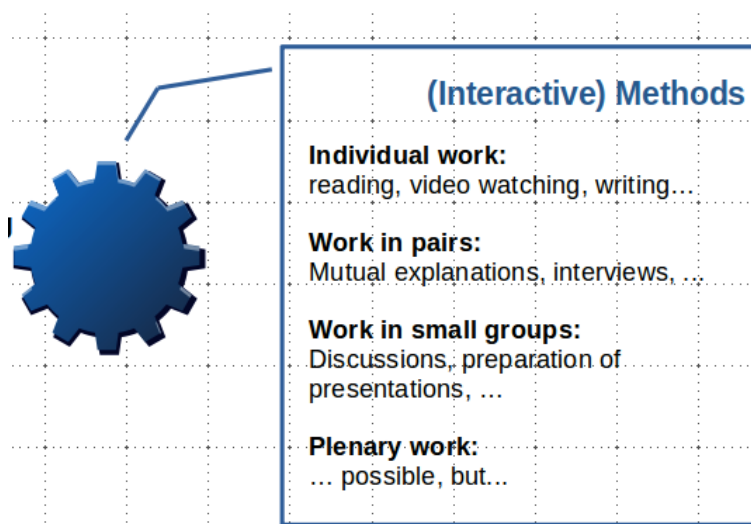 (Interactive) Methods
Individual work:
reading, video watching, writing…
Work in pairs:
Mutual explanations, interviews, …
Work in small groups:
Discussions, preparation of
presentations, …
Plenary work:
… possible, but...